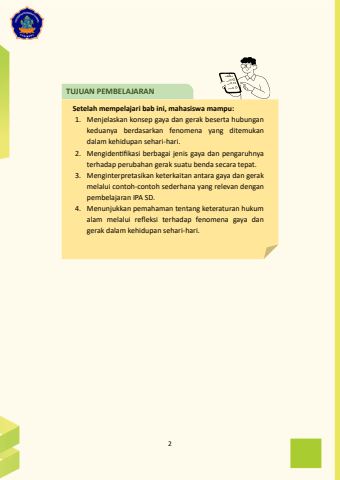 TUJUAN PEMBELAJARAN
Setelah mempelajari bab ini, mahasiswa mampu:
1. Menjelaskan konsep gaya dan gerak beserta hubungan
keduanya berdasarkan fenomena yang ditemukan
dalam kehidupan sehari-hari.
2. Mengidentifikasi berbagai jenis gaya dan pengaruhnya
terhadap perubahan gerak suatu benda secara tepat.
3. Menginterpretasikan keterkaitan antara gaya dan gerak
melalui contoh-contoh sederhana yang relevan dengan
pembelajaran IPA SD.
4. Menunjukkan pemahaman tentang keteraturan hukum
alam melalui refleksi terhadap fenomena gaya dan
gerak dalam kehidupan sehari-hari.
2